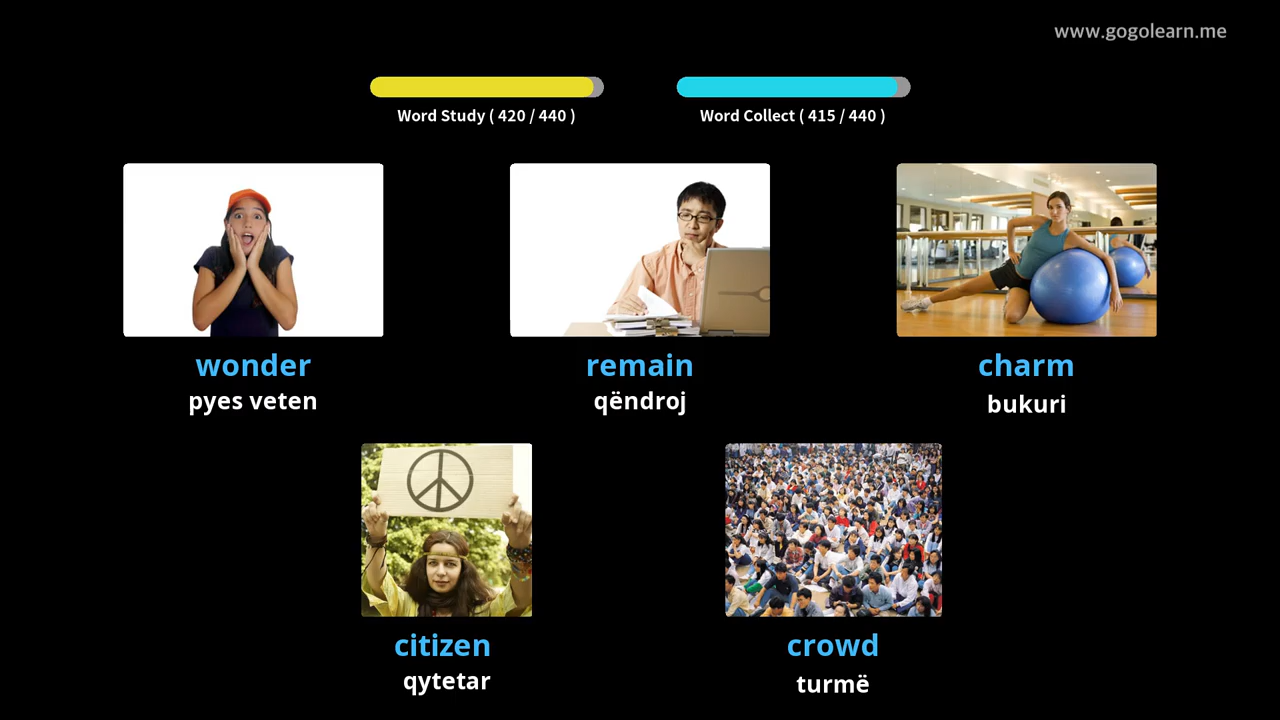 www.gogolearn.me
Word Study ( 420 / 440 )
Word Collect ( 415 / 440 )
wonder
pyes veten
remain
qëndroj
charm
bukuri
citizen
qytetar
crowd
turmë